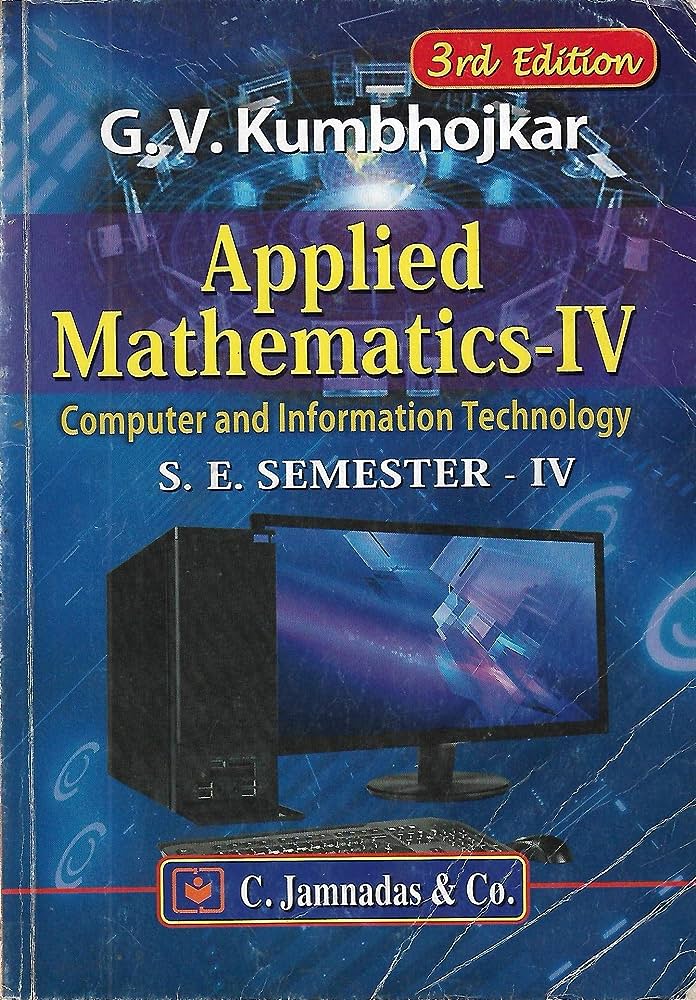 3rd Edition
G. V. Kumbhojkar
Applied
Mathematics-IV
Computer and Information Technology
S. E. SEMESTER - IV
C. Jamnadas & Co.